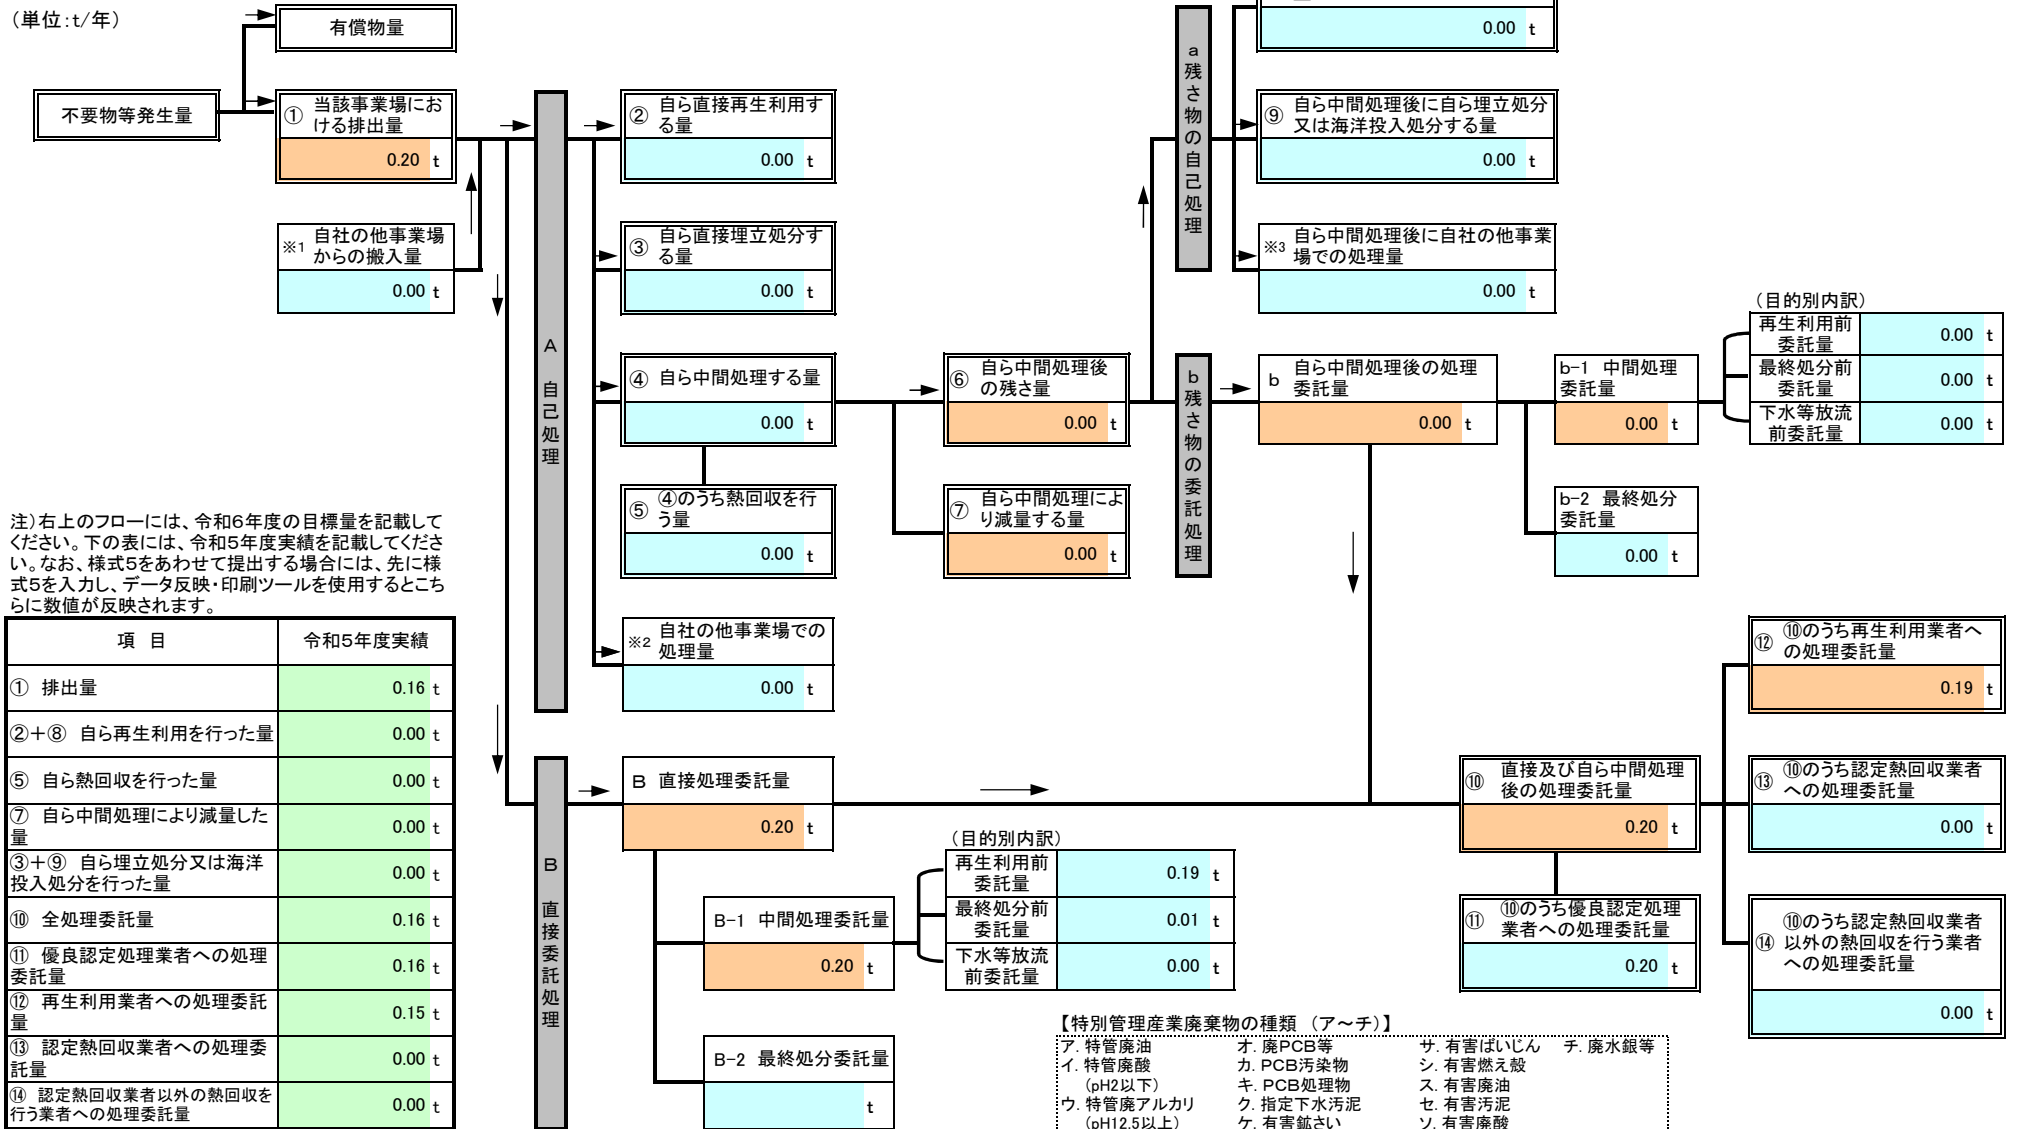 （単位：t/年）
有償物量
不要物等発生量
① 当該事業場にお
ける排出量
0.20 t
※1 自社の他事業場
からの搬入量
0.00 t
A 自己処理
② 自ら直接再生利用す
る量
0.00 t
③ 自ら直接埋立処分す
る量
0.00 t
④ 自ら中間処理する量
0.00 t
⑤ ④のうち熱回収を行
う量
0.00 t
※2 自社の他事業場での
処理量
0.00 t
⑥ 自ら中間処理後
の残さ量
0.00 t
⑦ 自ら中間処理によ
り減量する量
0.00 t
a 残さ物の自己処理
0.00 t
⑨ 自ら中間処理後に自ら埋立処分
又は海洋投入処分する量
0.00 t
※3 自ら中間処理後に自社の他事業
場での処理量
0.00 t
b 残さ物の委託処理
b 自ら中間処理後の処理
委託量
0.00 t
b-1 中間処理
委託量
0.00 t
b-2 最終処分
委託量
0.00 t
（目的別内訳）
再生利用前
委託量 0.00 t
最終処分前
委託量 0.00 t
下水等放流
前委託量 0.00 t
注）右上のフローには、令和6年度の目標量を記載して
ください。下の表には、令和5年度実績を記載してくださ
い。なお、様式5をあわせて提出する場合には、先に様
式5を入力し、データ反映・印刷ツールを使用するとこち
らに数値が反映されます。
項 目 令和5年度実績
① 排出量 0.16 t
②＋⑧ 自ら再生利用を行った量 0.00 t
⑤ 自ら熱回収を行った量 0.00 t
⑦ 自ら中間処理により減量した
量 0.00 t
③＋⑨ 自ら埋立処分又は海洋
投入処分を行った量 0.00 t
⑩ 全処理委託量 0.16 t
⑪ 優良認定処理業者への処理
委託量 0.16 t
⑫ 再生利用業者への処理委託
量 0.15 t
⑬ 認定熱回収業者への処理委
託量 0.00 t
⑭ 認定熱回収業者以外の熱回収を
行う業者への処理委託量 0.00 t
B 直接委託処理
B 直接処理委託量
0.20 t
B-1 中間処理委託量
0.20 t
B-2 最終処分委託量
t
（目的別内訳）
再生利用前
委託量 0.19 t
最終処分前
委託量 0.01 t
下水等放流
前委託量 0.00 t
⑩ 直接及び自ら中間処理
後の処理委託量
0.20 t
⑪ ⑩のうち優良認定処理
業者への処理委託量
0.20 t
⑫ ⑩のうち再生利用業者へ
の処理委託量
0.19 t
⑬ ⑩のうち認定熱回収業者
への処理委託量
0.00 t
⑭ ⑩のうち認定熱回収業者
以外の熱回収を行う業者
への処理委託量
0.00 t
【特別管理産業廃棄物の種類 （ア～チ）】
ア. 特管廃油 オ. 廃PCB等 サ. 有害ばいじん チ. 廃水銀等
イ. 特管廃酸 カ. PCB汚染物 シ. 有害燃え殻
（pH2以下） キ. PCB処理物 ス. 有害廃油
ウ. 特管廃アルカリ ク. 指定下水汚泥 セ. 有害汚泥
（pH12.5以上） ケ. 有害鉱さい ソ. 有害廃酸